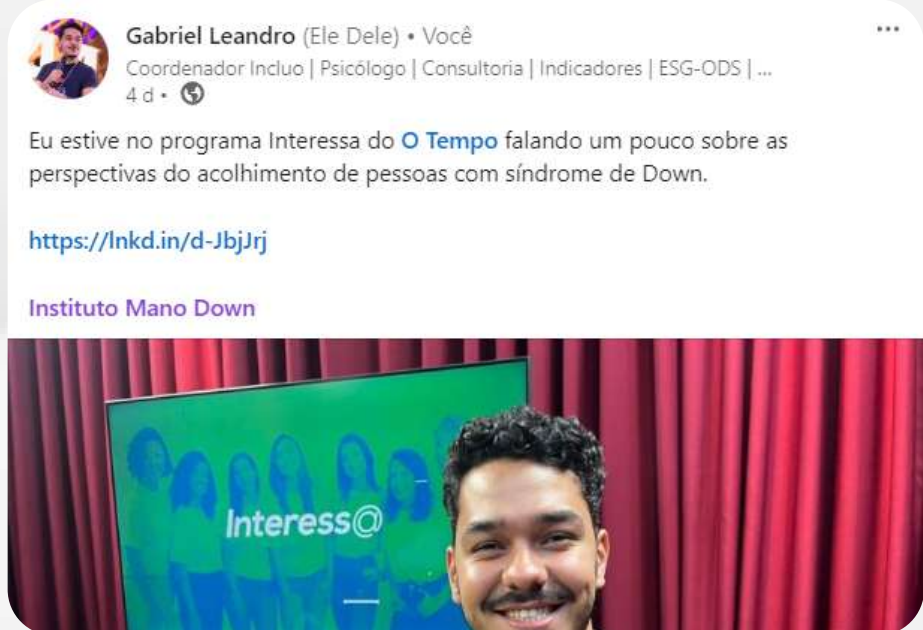 Gabriel Leandro (Ele Dele) • Você
Coordenador Incluo | Psicólogo | Consultoria | Indicadores | ESG-ODS | ...
4 d •
Eu estive no programa Interessa do O Tempo falando um pouco sobre as
perspectivas do acolhimento de pessoas com síndrome de Down.
https://lnkd.in/d-JbjJrj
Instituto Mano Down
Interess@